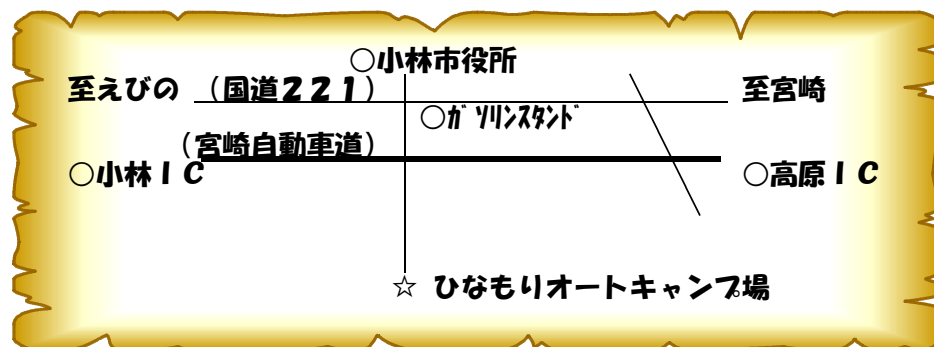 ○小林市役所
至えびの （国道２２１） 至宮崎
○ｶﾞｿﾘﾝｽﾀﾝﾄﾞ
（宮崎自動車道）
○小林ＩＣ ○高原ＩＣ
☆ ひなもりオートキャンプ場